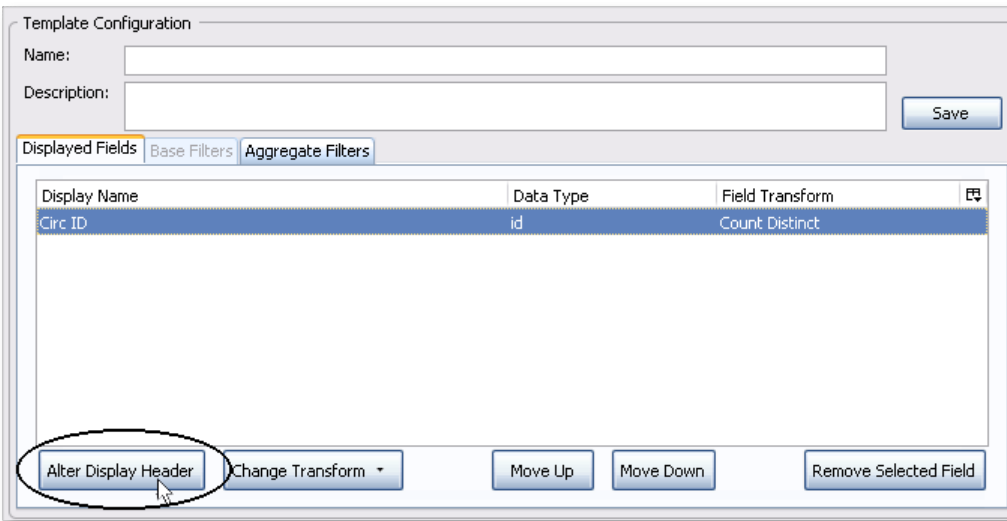 Template Configuration
Name:
Description:
Save
Displayed Fields Base Filters Aggregate Filters
Display Name Data Type Field Transform
Circ ID id Count Distinct
Alter Display Header Change Transform Move Up Move Down Remove Selected Field